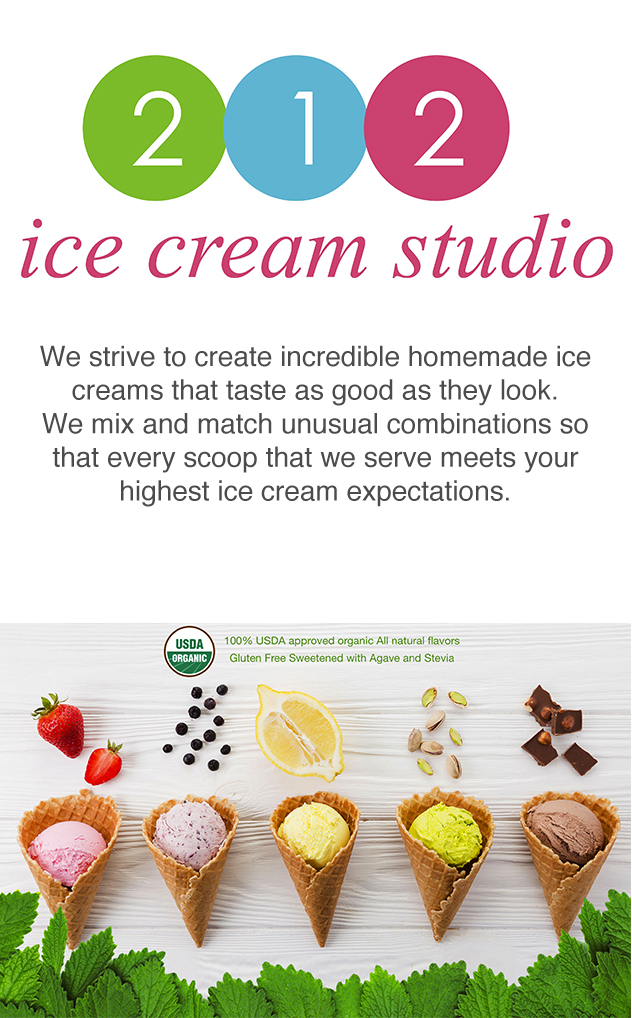 2 1 2
ice cream studio
We strive to create incredible homemade ice
creams that taste as good as they look.
We mix and match unusual combinations so
that every scoop that we serve meets your
highest ice cream expectations.
USDA
ORGANIC
100% USDA approved organic All natural flavors
Gluten Free Sweetened with Agave and Stevia